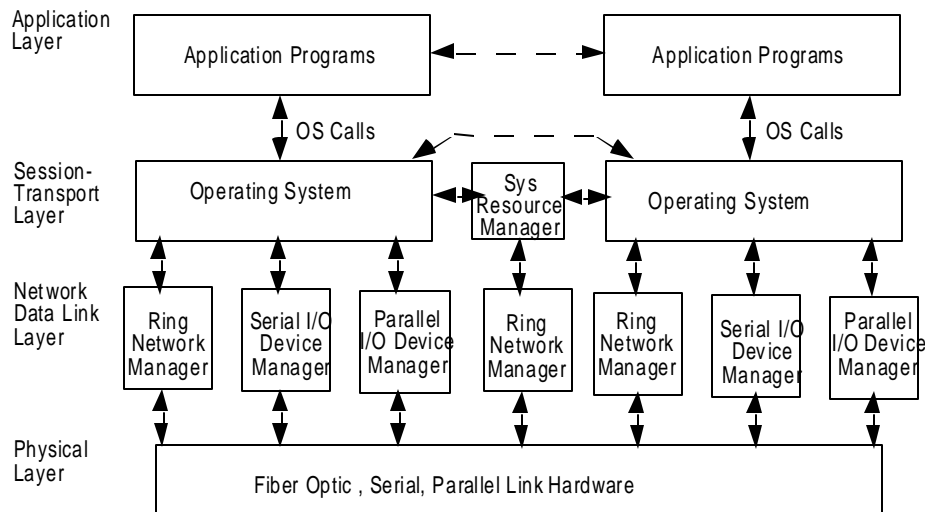 Application
Layer
Application Programs
Application Programs
OS Calls
OS Calls
Session-
Transport
Layer
Operating System
Sys
Resource
Manager
Operating System
Network
Data Link
Layer
Ring
Network
Manager
Serial I/O
Device
Manager
Parallel
I/O Device
Manager
Ring
Network
Manager
Ring
Network
Manager
Serial I/O
Device
Manager
Parallel
I/O Device
Manager
Physical
Layer
Fiber Optic , Serial, Parallel Link Hardware